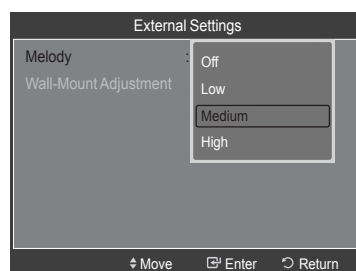 External Settings
Melody : Off
Wall-Mount Adjustment Low
Medium
High
Move Enter Return